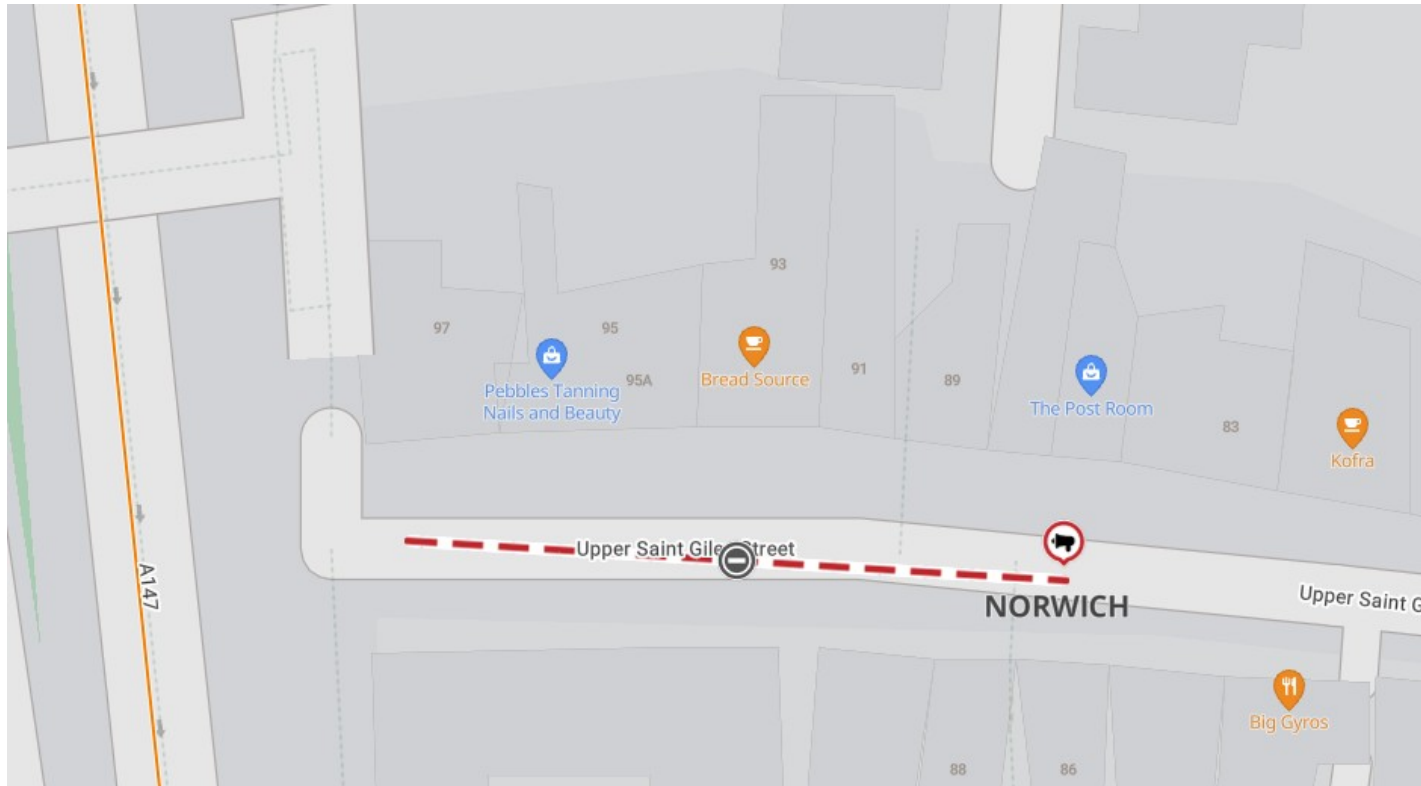 93
97
95
Pebbles Tanning
Nails and Beauty
95A
Bread Source
91
89
The Post Room
83
Kofra
A147
Upper Saint Giles Street
NORWICH
Upper Saint G
Big Gyros
88
86